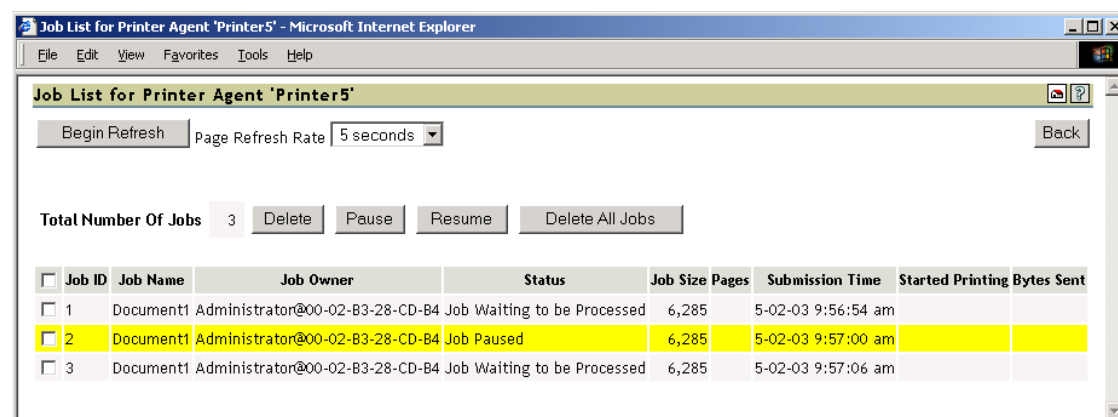 Job List for Printer Agent 'Printer5' - Microsoft Internet Explorer
File Edit View Favorites Tools Help
Job List for Printer Agent 'Printer5' ?
Begin Refresh Page Refresh Rate 5 seconds Back
Total Number Of Jobs 3 Delete Pause Resume Delete All Jobs
Job ID Job Name Job Owner Status Job Size Pages Submission Time Started Printing Bytes Sent
1 Document1 Administrator@00-02-B3-28-CD-B4 Job Waiting to be Processed 6,285 5-02-03 9:56:54 am
2 Document1 Administrator@00-02-B3-28-CD-B4 Job Paused 6,285 5-02-03 9:57:00 am
3 Document1 Administrator@00-02-B3-28-CD-B4 Job Waiting to be Processed 6,285 5-02-03 9:57:06 am